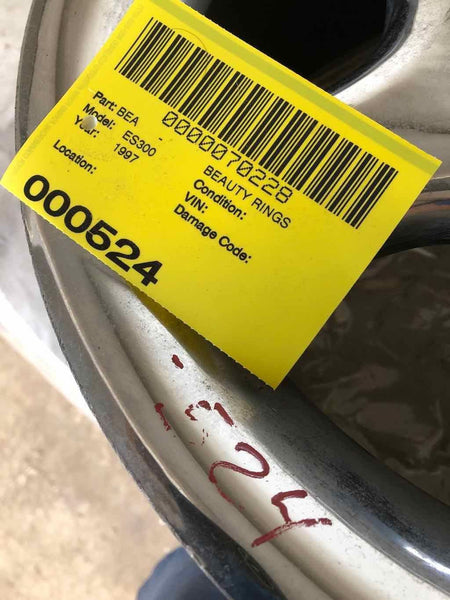 0000070228
Part: BEA BEAUTY RINGS
Model: ES300 Condition:
Year: 1997 VIN:
Location: Damage Code:
000524
524